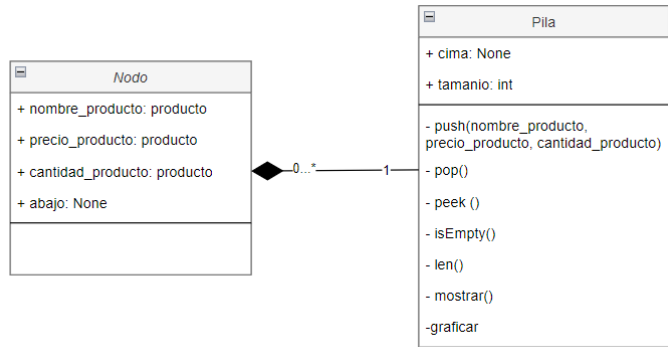 Nodo
+ nombre_producto: producto
+ precio_producto: producto
+ cantidad_producto: producto
+ abajo: None
0...*
1
Pila
+ cima: None
+ tamanio: int
- push(nombre_producto,
precio_producto, cantidad_producto)
- pop()
- peek ()
- isEmpty()
- len()
- mostrar()
-graficar